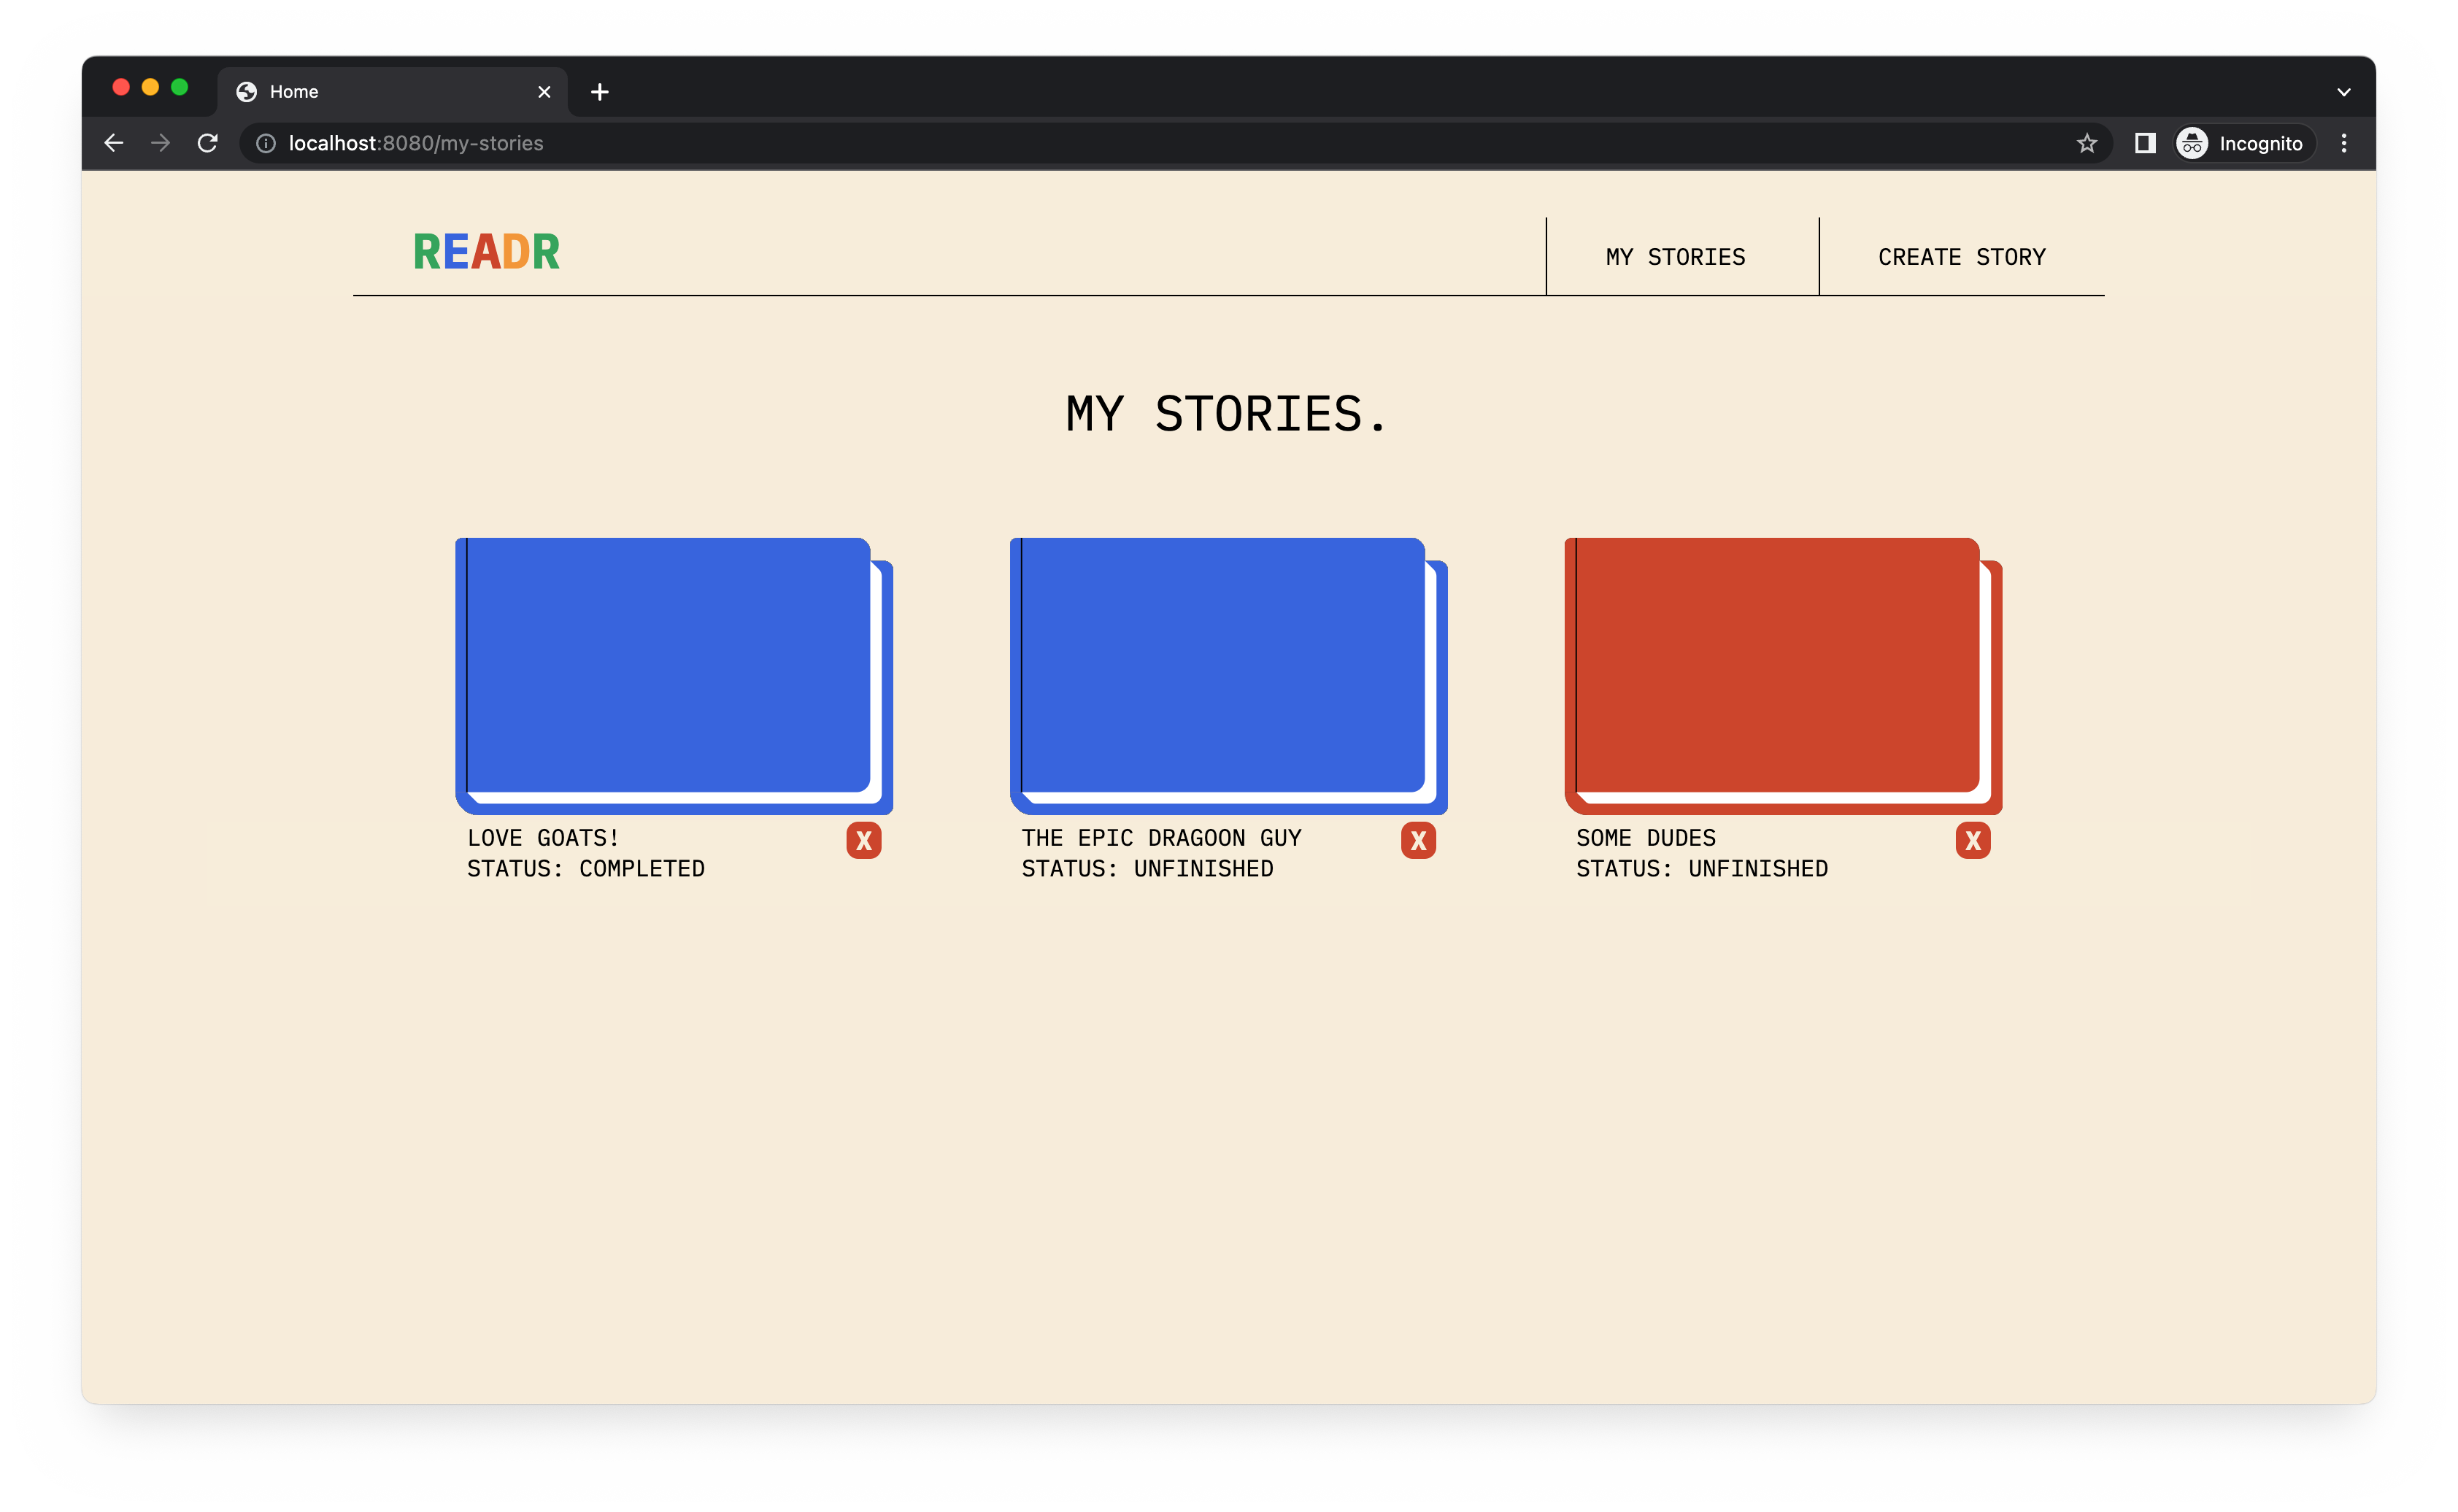 Home
localhost:8080/my-stories
Incognito
READR
MY STORIES
CREATE STORY
MY STORIES.
LOVE GOATS!
X
STATUS: COMPLETED
THE EPIC DRAGOON GUY
X
STATUS: UNFINISHED
SOME DUDES
X
STATUS: UNFINISHED